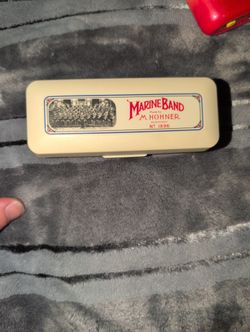 MARINE BAND
M. HOHNER
Nº 1896